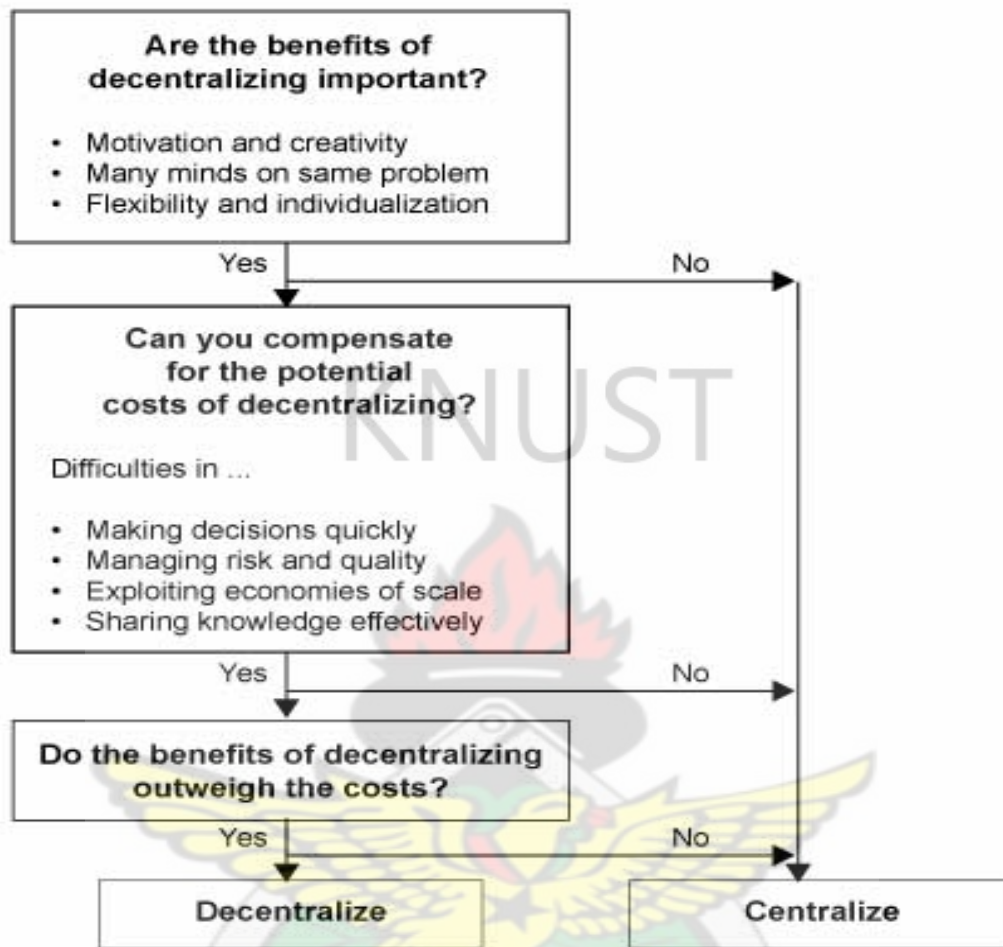 Are the benefits of
decentralizing important?
• Motivation and creativity
• Many minds on same problem
• Flexibility and individualization
Yes
No
Can you compensate
for the potential
costs of decentralizing?
Difficulties in ...
• Making decisions quickly
• Managing risk and quality
• Exploiting economies of scale
• Sharing knowledge effectively
Yes
No
Do the benefits of decentralizing
outweigh the costs?
Yes
No
Decentralize
Centralize
KNUST